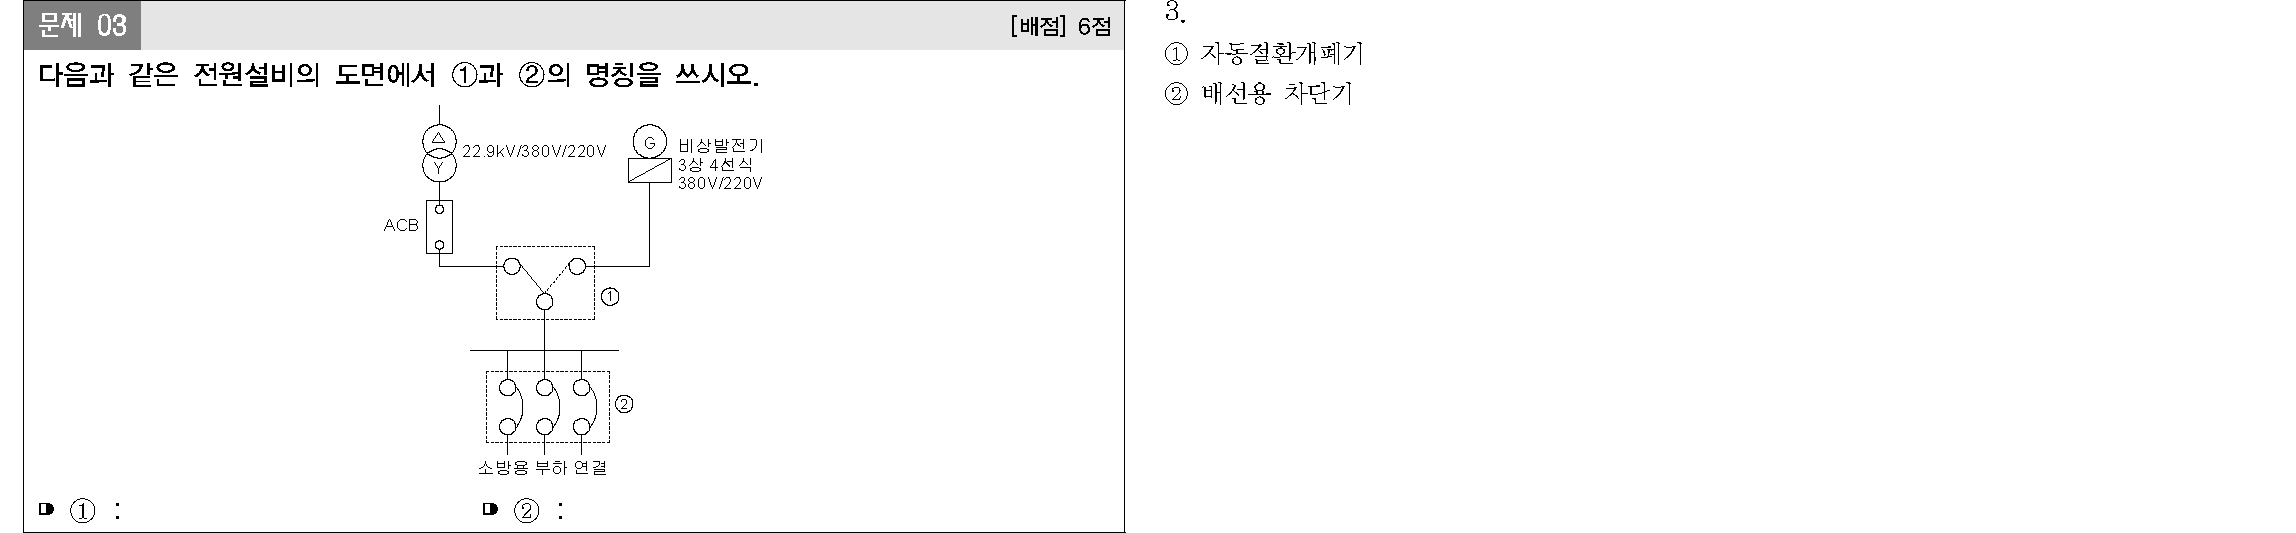 문제 03
[배점] 6점
다음과 같은 전원설비의 도면에서 ①과 ②의 명칭을 쓰시오.
△
Y
22.9kV/380V/220V
G
비상발전기
3상 4선식
380V/220V
ACB
①
②
소방용 부하 연결
① :
② :
3.
① 자동절환개폐기
② 배선용 차단기